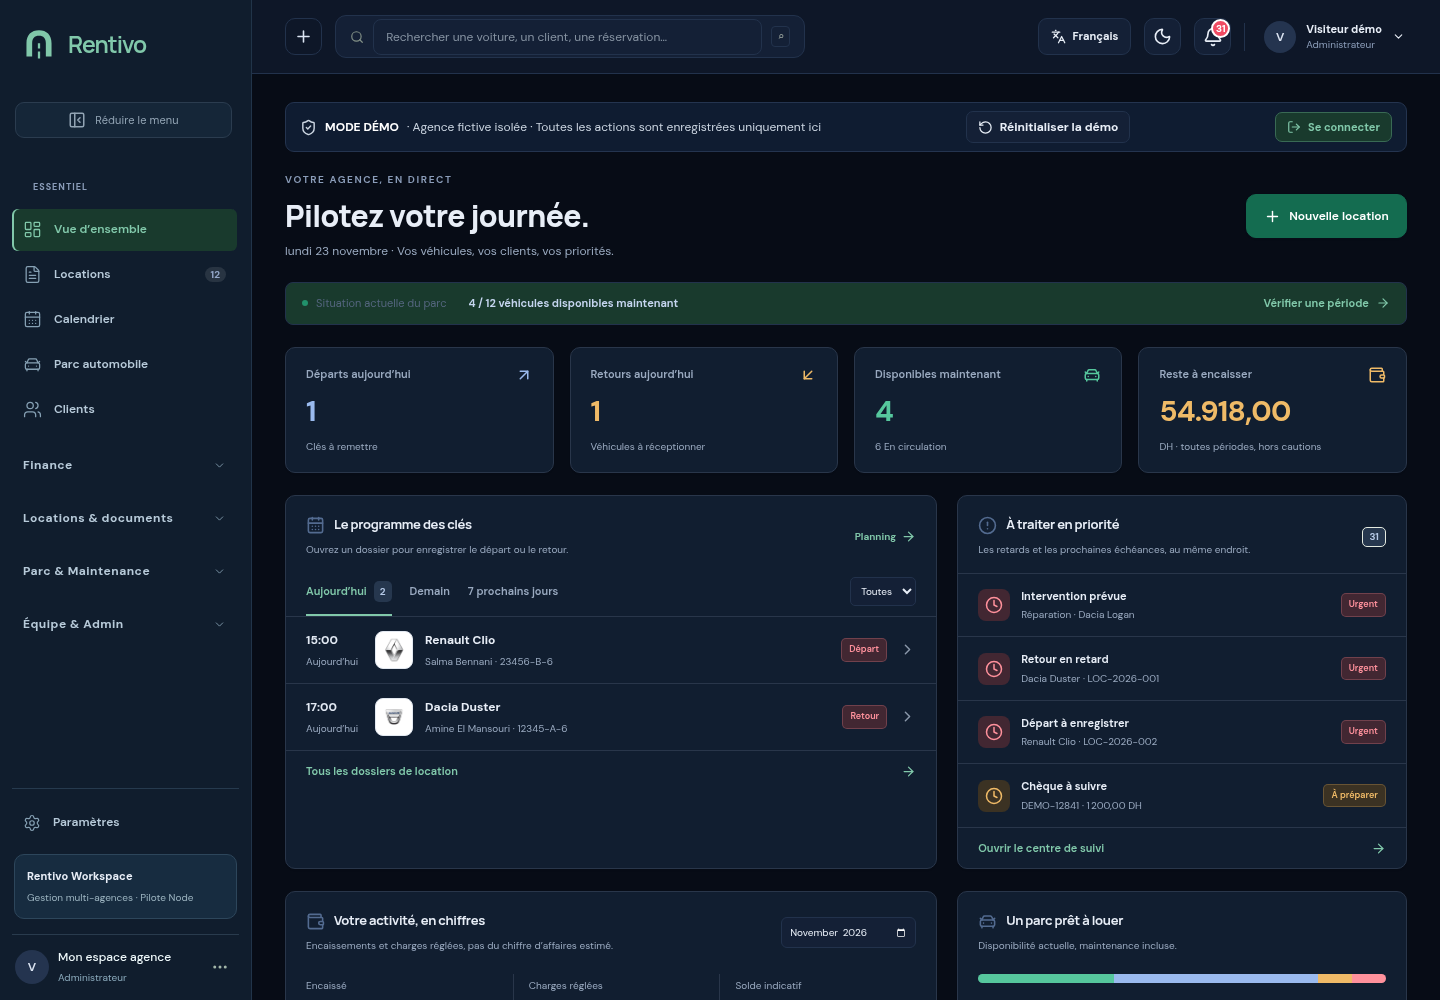 Rentivo
Réduire le menu
ESSENTIEL
Vue d’ensemble
Locations 12
Calendrier
Parc automobile
Clients
Finance
Locations & documents
Parc & Maintenance
Équipe & Admin
Paramètres
Rentivo Workspace
Gestion multi-agences · Pilote Node
V
Mon espace agence
Administrateur
Rechercher une voiture, un client, une réservation...
Français
31
V
Visiteur démo
Administrateur
MODE DÉMO · Agence fictive isolée · Toutes les actions sont enregistrées uniquement ici
Réinitialiser la démo
Se connecter
VOTRE AGENCE, EN DIRECT
Pilotez votre journée.
lundi 23 novembre · Vos véhicules, vos clients, vos priorités.
Nouvelle location
Situation actuelle du parc 4 / 12 véhicules disponibles maintenant
Vérifier une période
Départs aujourd’hui
1
Clés à remettre
Retours aujourd’hui
1
Véhicules à réceptionner
Disponibles maintenant
4
6 En circulation
Reste à encaisser
54.918,00
DH · toutes périodes, hors cautions
Le programme des clés
Ouvrez un dossier pour enregistrer le départ ou le retour.
Planning
Aujourd’hui 2 Demain 7 prochains jours
Toutes
15:00
Aujourd’hui
Renault Clio
Salma Bennani · 23456-B-6
Départ
17:00
Aujourd’hui
Dacia Duster
Amine El Mansouri · 12345-A-6
Retour
Tous les dossiers de location
À traiter en priorité
Les retards et les prochaines échéances, au même endroit.
31
Intervention prévue
Réparation · Dacia Logan
Urgent
Retour en retard
Dacia Duster · LOC-2026-001
Urgent
Départ à enregistrer
Renault Clio · LOC-2026-002
Urgent
Chèque à suivre
DEMO-12841 · 1 200,00 DH
À préparer
Ouvrir le centre de suivi
Votre activité, en chiffres
Encaissements et charges réglées, pas du chiffre d’affaires estimé.
November 2026
Encaissé
Charges réglées
Solde indicatif
Un parc prêt à louer
Disponibilité actuelle, maintenance incluse.